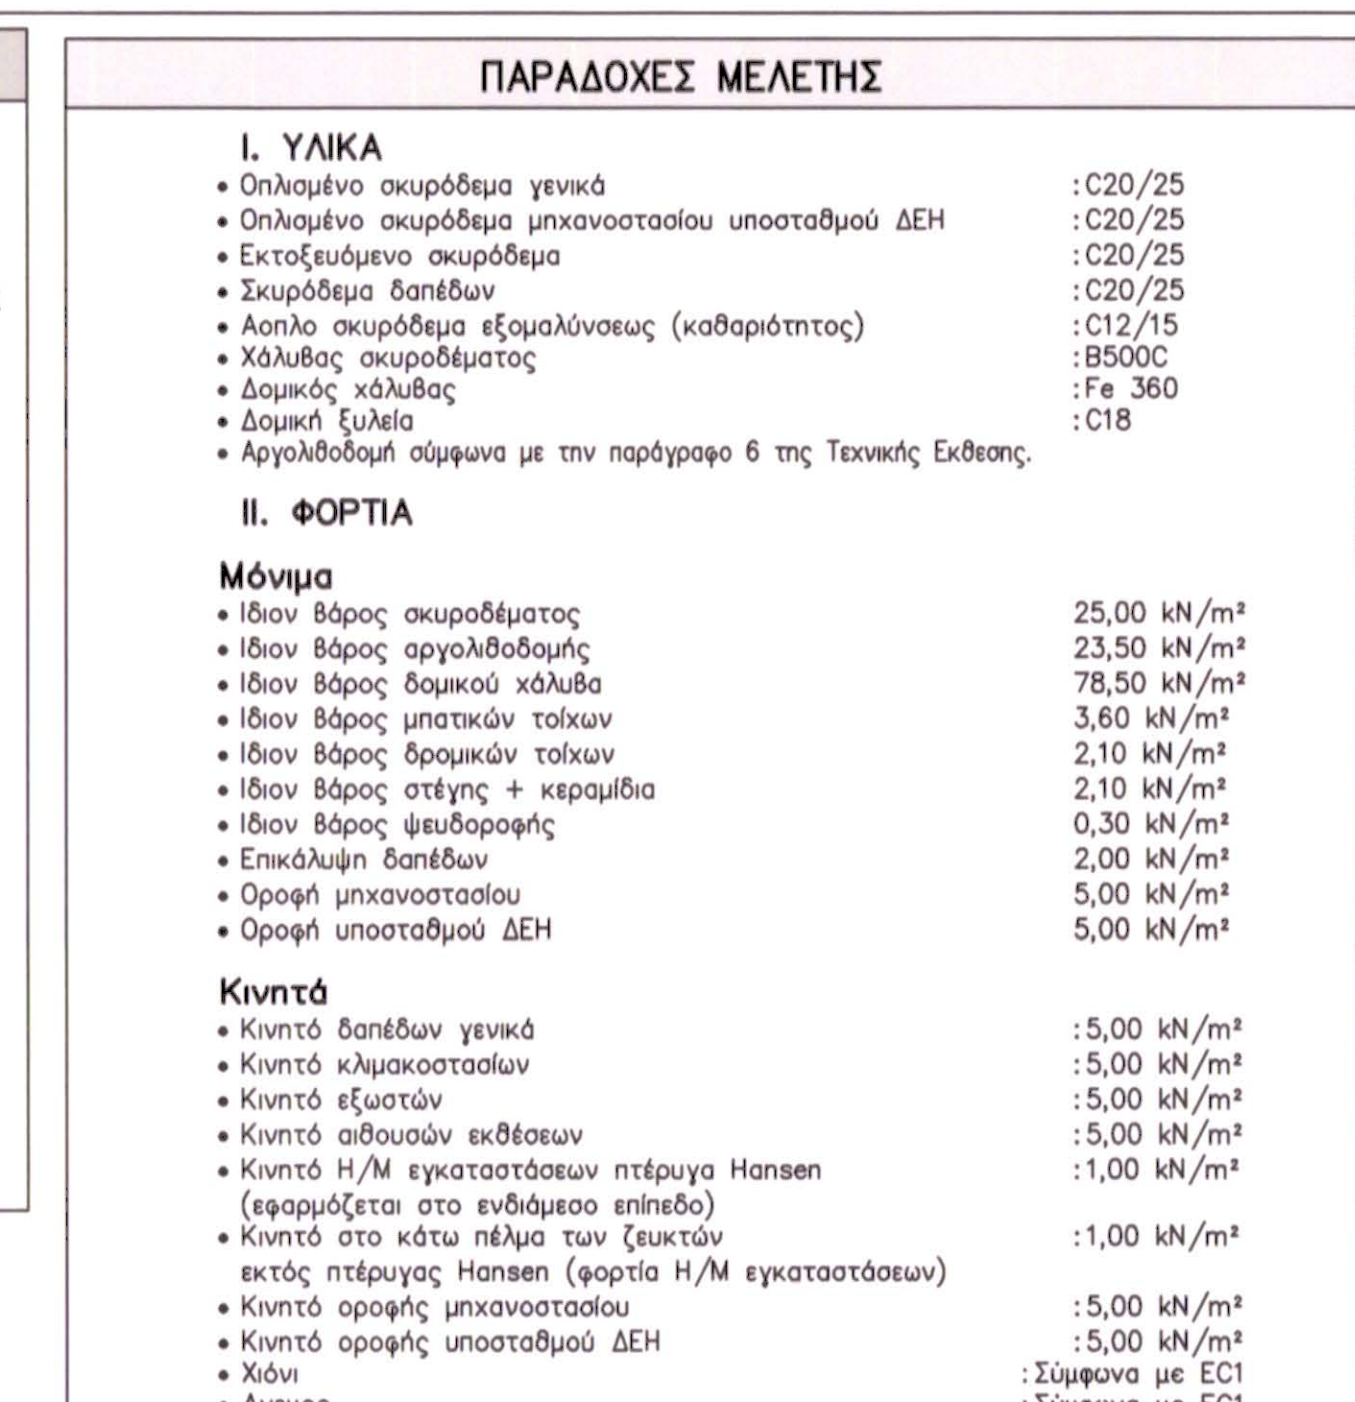 ΠΑΡΑΔΟΧΕΣ ΜΕΛΕΤΗΣ
I. ΥΛΙΚΑ
• Οπλισμένο σκυρόδεμα γενικά :C20/25
• Οπλισμένο σκυρόδεμα μηχανοστασίου υποσταθμού ΔΕΗ :C20/25
• Εκτοξευόμενο σκυρόδεμα :C20/25
• Σκυρόδεμα δαπέδων :C20/25
• Αοπλο σκυρόδεμα εξομαλύνσεως (καθαριότητος) :C12/15
• Χάλυβας σκυροδέματος :B500C
• Δομικός χάλυβας :Fe 360
• Δομική ξυλεία :C18
• Αργολιθοδομή σύμφωνα με την παράγραφο 6 της Τεχνικής Εκθεσης.
II. ΦΟΡΤΙΑ
Μόνιμα
• Ιδιον βάρος σκυροδέματος 25,00 kN/m²
• Ιδιον βάρος αργολιθοδομής 23,50 kN/m²
• Ιδιον βάρος δομικού χάλυβα 78,50 kN/m²
• Ιδιον βάρος μπατικών τοίχων 3,60 kN/m²
• Ιδιον βάρος δρομικών τοίχων 2,10 kN/m²
• Ιδιον βάρος στέγης + κεραμίδια 2,10 kN/m²
• Ιδιον βάρος ψευδοροφής 0,30 kN/m²
• Επικάλυψη δαπέδων 2,00 kN/m²
• Οροφή μηχανοστασίου 5,00 kN/m²
• Οροφή υποσταθμού ΔΕΗ 5,00 kN/m²
Κινητά
• Κινητό δαπέδων γενικά :5,00 kN/m²
• Κινητό κλιμακοστασίων :5,00 kN/m²
• Κινητό εξωστών :5,00 kN/m²
• Κινητό αιθουσών εκθέσεων :5,00 kN/m²
• Κινητό Η/Μ εγκαταστάσεων πτέρυγα Hansen :1,00 kN/m²
(εφαρμόζεται στο ενδιάμεσο επίπεδο)
• Κινητό στο κάτω πέλμα των ζευκτών :1,00 kN/m²
εκτός πτέρυγας Hansen (φορτία Η/Μ εγκαταστάσεων)
• Κινητό οροφής μηχανοστασίου :5,00 kN/m²
• Κινητό οροφής υποσταθμού ΔΕΗ :5,00 kN/m²
• Χιόνι :Σύμφωνα με EC1